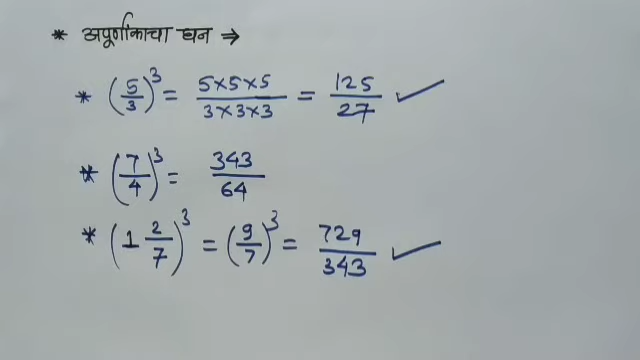 * अपूर्णांकाचा घन ⇒
* (5/3)³ = 5×5×5 / 3×3×3 = 125/27 ✓
* (7/4)³ = 343/64
* (1 2/7)³ = (9/7)³ = 729/343 ✓